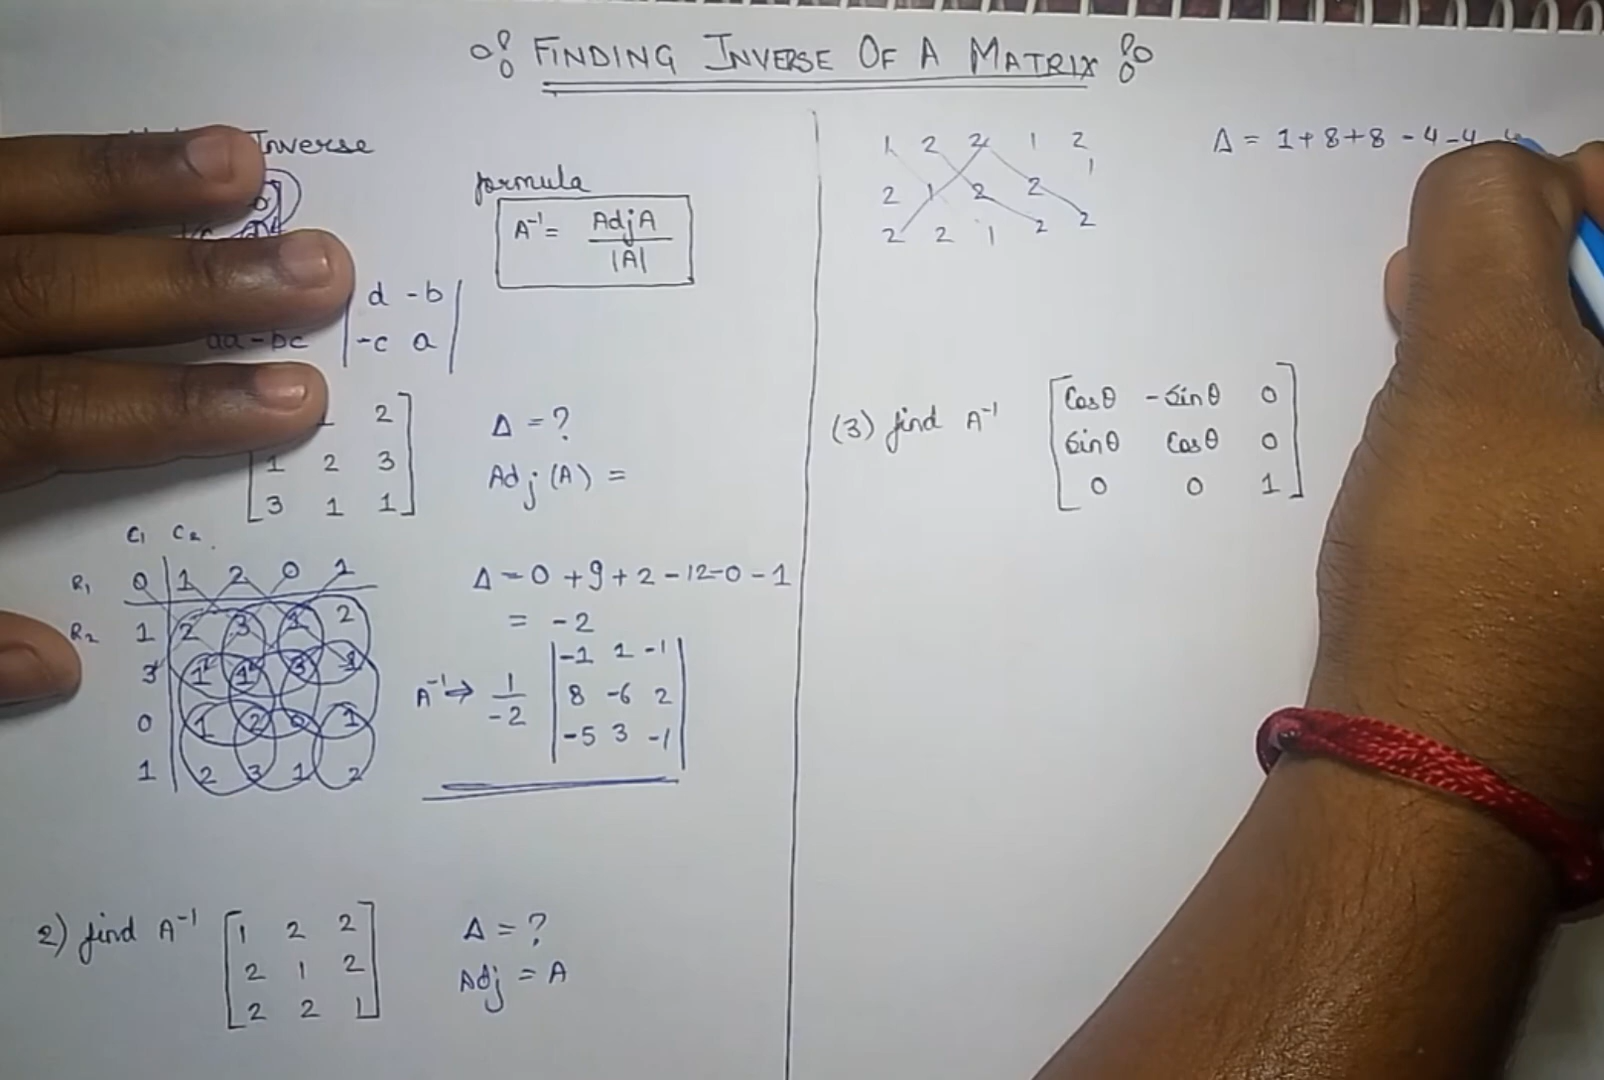 FINDING INVERSE OF A MATRIX
Inverse
formula
A⁻¹ = AdjA / |A|
d -b
-c a
1 2
1 2 3
3 1 1
Δ = ?
Adj (A) =
C₁ C₂
R₁ 0 1 2 0 1
R₂ 1 2 3 1 2
3 1 1 3 1
0 1 2 0 1
1 2 3 1 2
Δ = 0 + 9 + 2 - 12 - 0 - 1
= -2
A⁻¹ ⇒ 1 / -2
-1 1 -1
8 -6 2
-5 3 -1
2) find A⁻¹
1 2 2
2 1 2
2 2 1
Δ = ?
Adj = A
1 2 2 1 2
2 1 2 2 1
2 2 1 2 2
Δ = 1 + 8 + 8 - 4 - 4
(3) find A⁻¹
Cosθ -Sinθ 0
Sinθ Cosθ 0
0 0 1